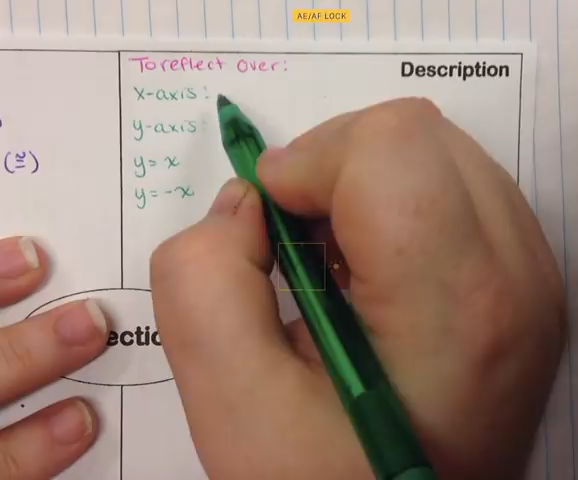 AE/AF LOCK
To reflect over:
Description
x-axis:
y-axis:
(≅)
y = x
y = -x
ectio